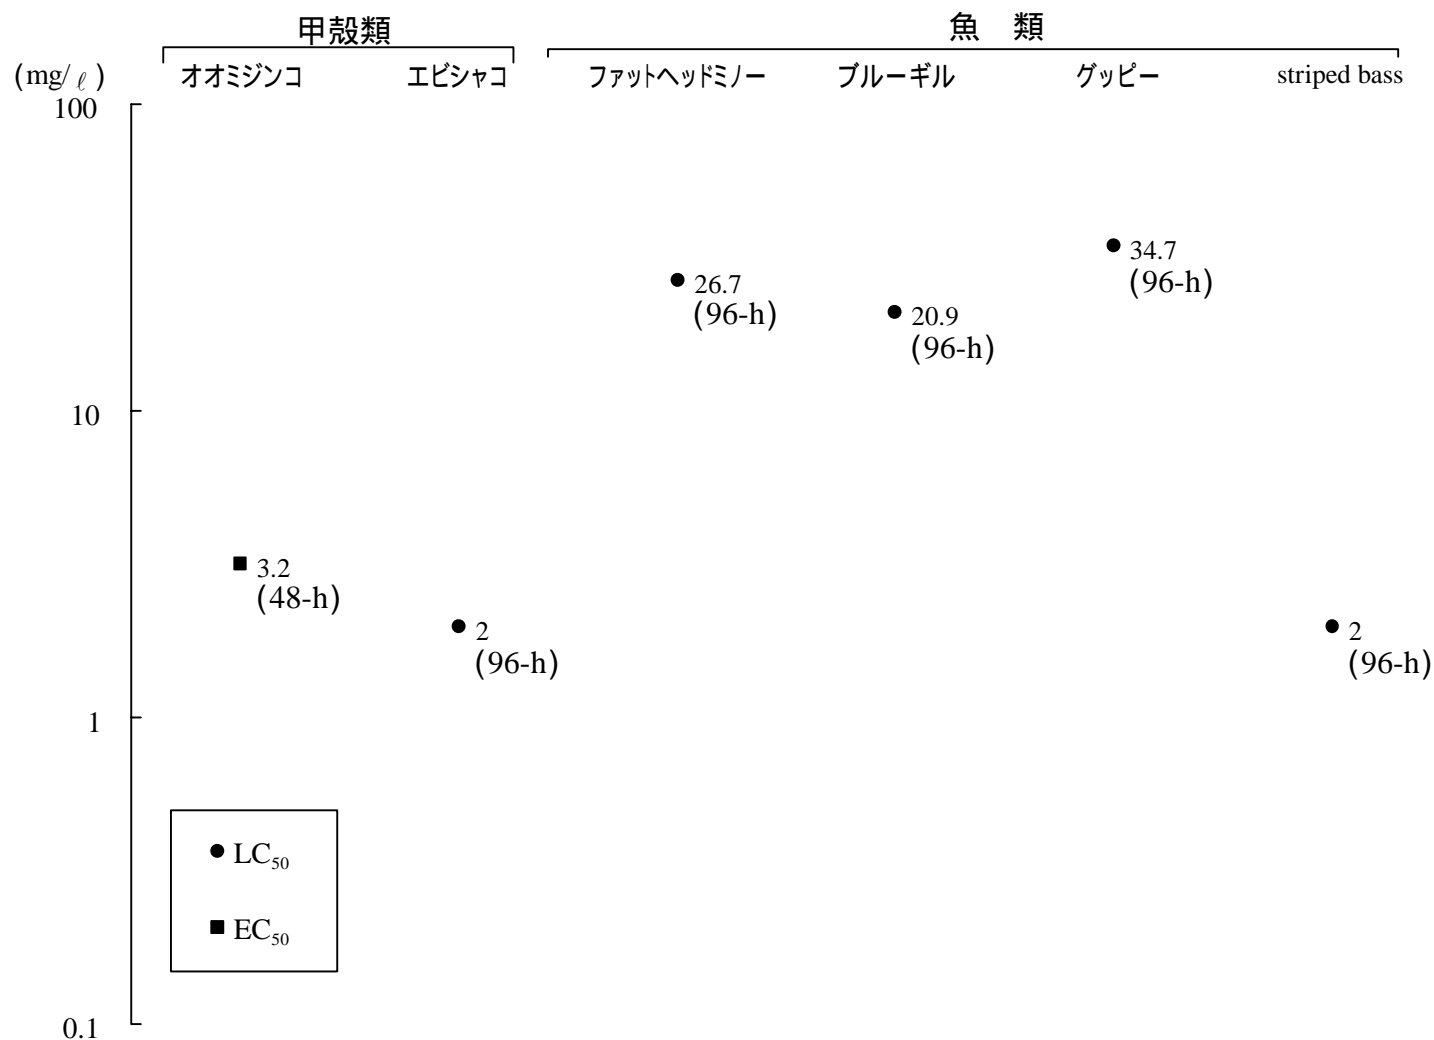 甲殻類
魚 類
(mg/ℓ)
オオミジンコ
エビシャコ
ファットヘッドミノー
ブルーギル
グッピー
striped bass
100
34.7
(96-h)
26.7
(96-h)
20.9
(96-h)
10
3.2
(48-h)
2
(96-h)
2
(96-h)
1
LC₅₀
EC₅₀
0.1